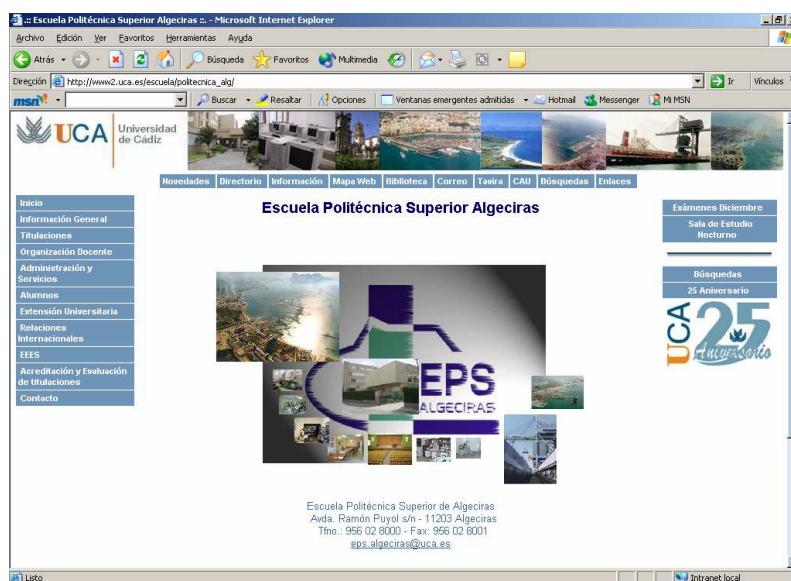 .:: Escuela Politécnica Superior Algeciras ::. - Microsoft Internet Explorer
Archivo Edición Ver Favoritos Herramientas Ayuda
Atrás Búsqueda Favoritos Multimedia
Dirección http://www2.uca.es/escuela/politecnica_alg/ Ir Vínculos
msn Buscar Resaltar Opciones Ventanas emergentes admitidas Hotmail Messenger Mi MSN
UCA Universidad
de Cádiz
Novedades Directorio Información Mapa Web Biblioteca Correo Tavira CAU Búsquedas Enlaces
Inicio
Información General
Titulaciones
Organización Docente
Administración y
Servicios
Alumnos
Extensión Universitaria
Relaciones
Internacionales
EEES
Acreditación y Evaluación
de titulaciones
Contacto
Escuela Politécnica Superior Algeciras
EPS
ALGECIRAS
Escuela Politécnica Superior de Algeciras
Avda. Ramón Puyol s/n - 11203 Algeciras
Tfno.: 956 02 8000 - Fax: 956 02 8001
eps.algeciras@uca.es
Exámenes Diciembre
Sala de Estudio
Nocturno
Búsquedas
25 Aniversario
UCA
25
Aniversario
Listo Intranet local